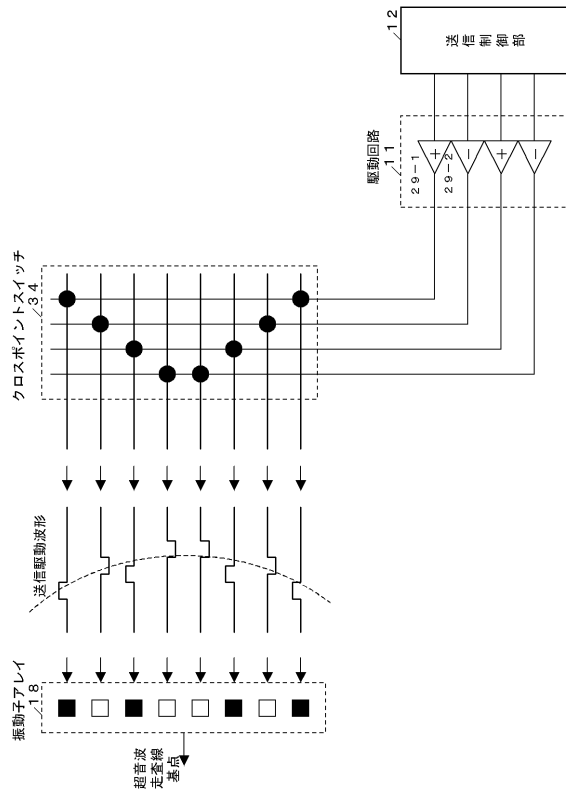 振動子アレイ
18
超音波
走査線
基点
送信駆動波形
クロスポイントスイッチ
34
駆動回路
11
29-1
29-2
+
-
+
-
12
送信制御部